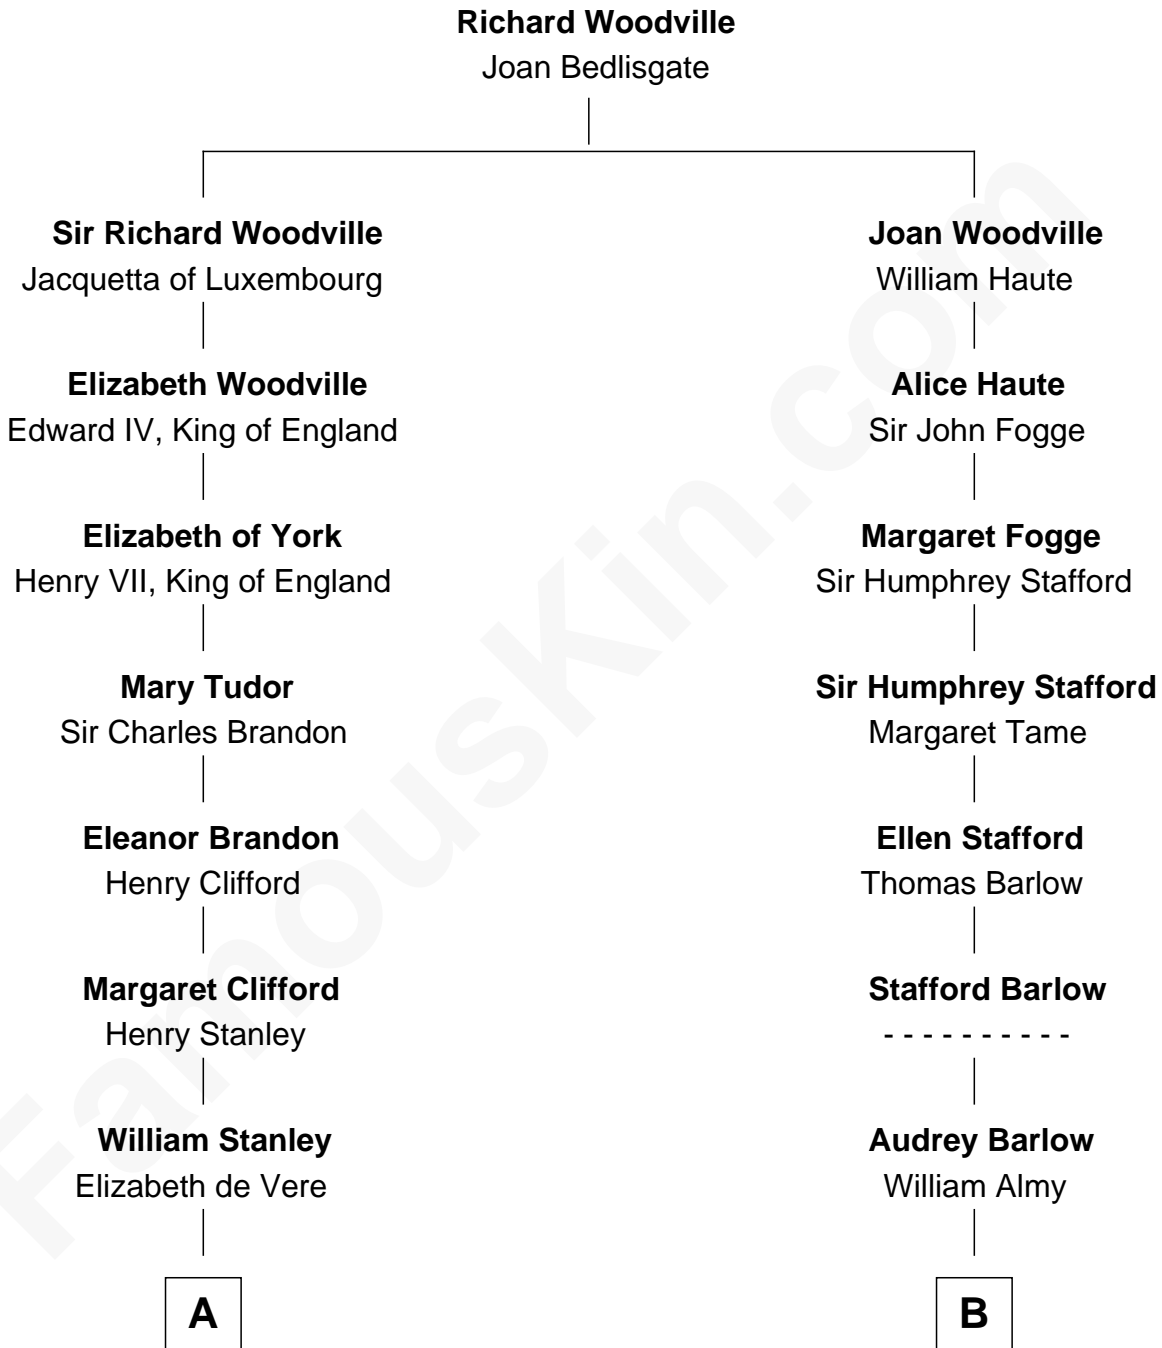 Richard Woodville
Joan Bedlisgate
Sir Richard Woodville
Jacquetta of Luxembourg
Joan Woodville
William Haute
Elizabeth Woodville
Edward IV, King of England
Alice Haute
Sir John Fogge
Elizabeth of York
Henry VII, King of England
Margaret Fogge
Sir Humphrey Stafford
Mary Tudor
Sir Charles Brandon
Sir Humphrey Stafford
Margaret Tame
Eleanor Brandon
Henry Clifford
Ellen Stafford
Thomas Barlow
Margaret Clifford
Henry Stanley
Stafford Barlow
- - - - - - - - - -
William Stanley
Elizabeth de Vere
Audrey Barlow
William Almy
A
B
FamousKin.com